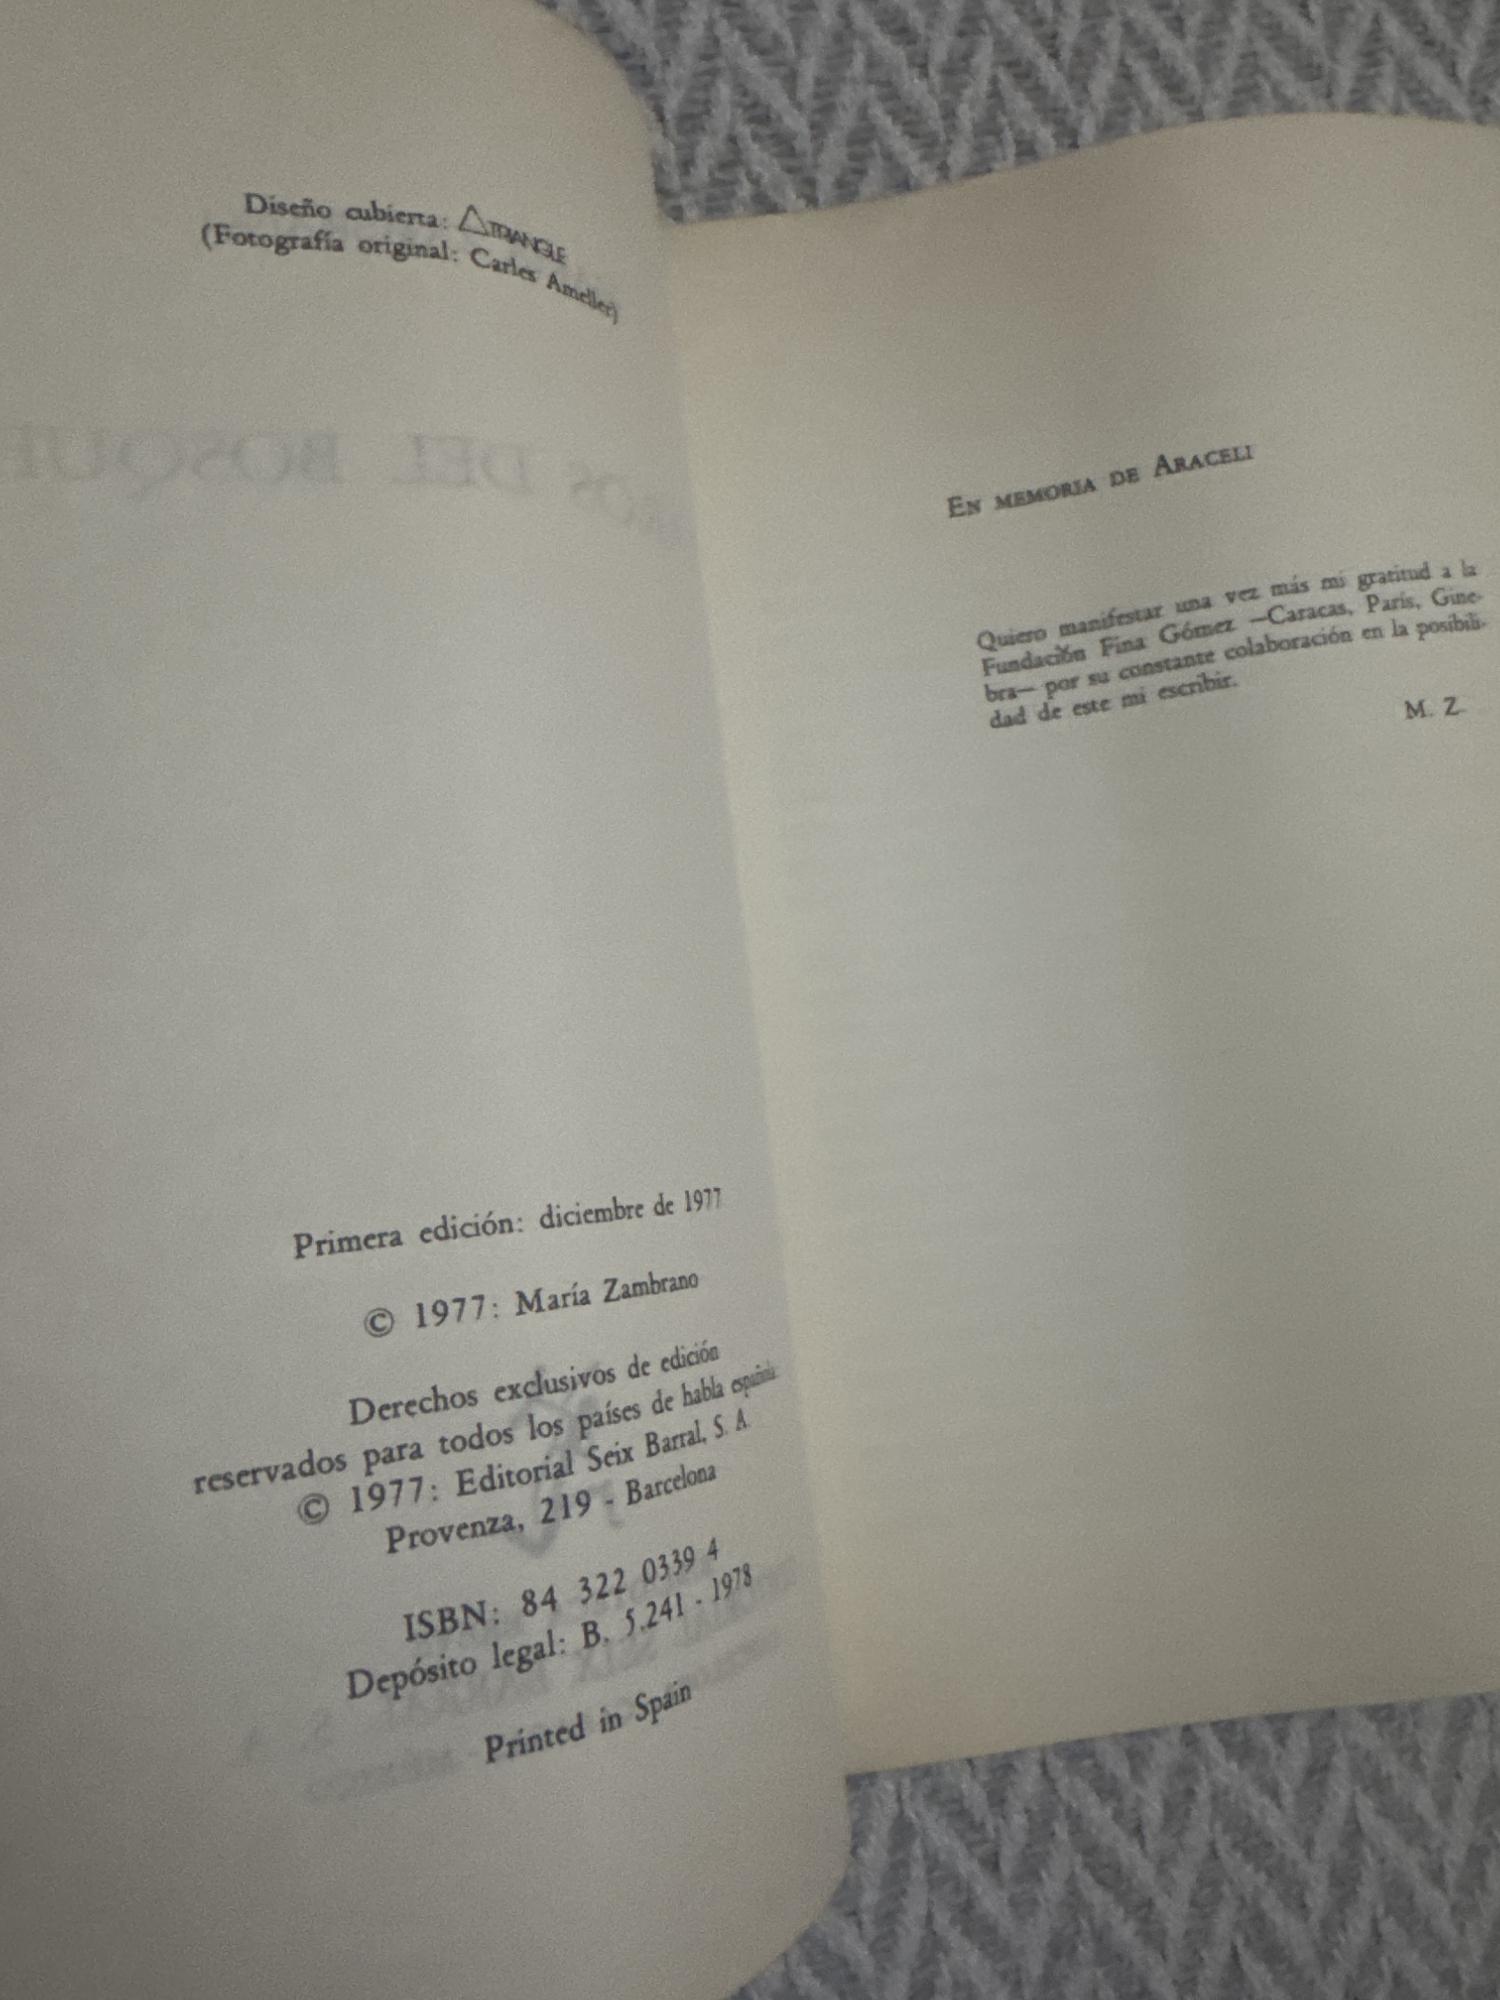 Diseño cubierta: TRIANGLE
(Fotografía original: Carles Ameller)
OS DEL BOSQUE
Primera edición: diciembre de 1977
© 1977: María Zambrano
Derechos exclusivos de edición
reservados para todos los países de habla española
© 1977: Editorial Seix Barral, S. A.
Provenza, 219 - Barcelona
ISBN: 84 322 0339 4
Depósito legal: B. 5.241 - 1978
Printed in Spain
EN MEMORIA DE ARACELI
Quiero manifestar una vez más mi gratitud a la
Fundación Fina Gómez —Caracas, París, Gine-
bra— por su constante colaboración en la posibili-
dad de este mi escribir.
M. Z.